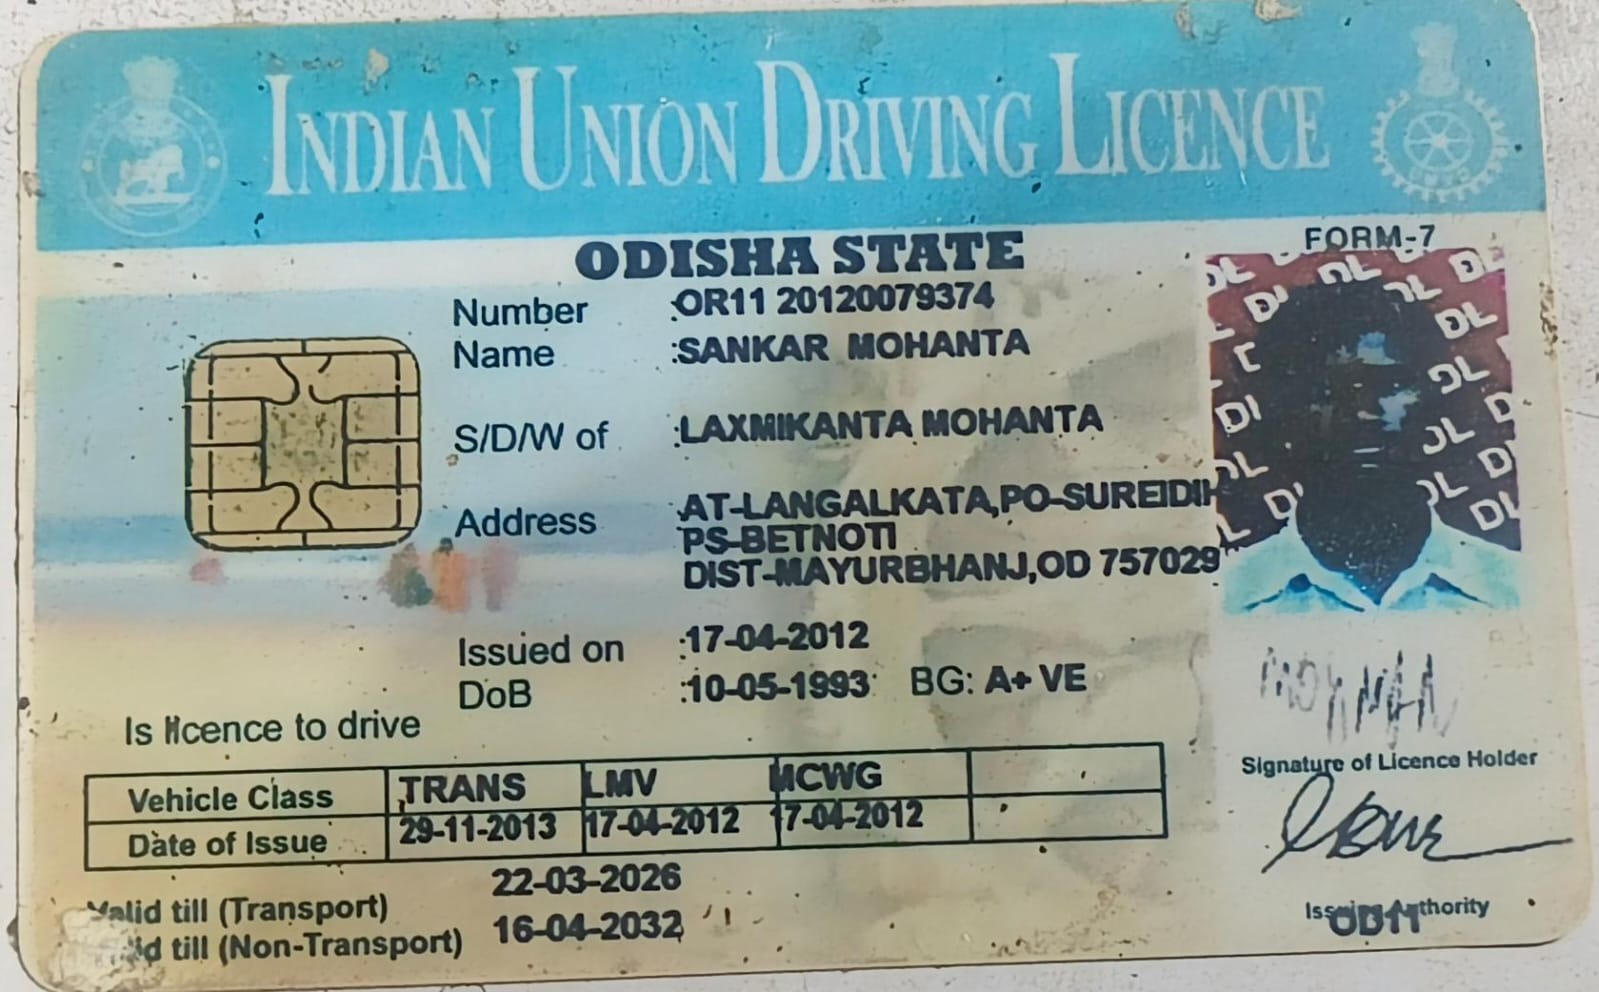 INDIAN UNION DRIVING LICENCE
ODISHA STATE
FORM-7
Number :OR11 20120079374
Name :SANKAR MOHANTA
S/D/W of :LAXMIKANTA MOHANTA
Address :AT-LANGALKATA,PO-SUREIDIH
PS-BETNOTI
DIST-MAYURBHANJ,OD 757029
Issued on :17-04-2012
DoB :10-05-1993 BG: A+ VE
Is licence to drive
Signature of Licence Holder
Vehicle Class TRANS LMV MCWG
Date of Issue 29-11-2013 17-04-2012 17-04-2012
Valid till (Transport) 22-03-2026
Valid till (Non-Transport) 16-04-2032
Issuing Authority
OD11